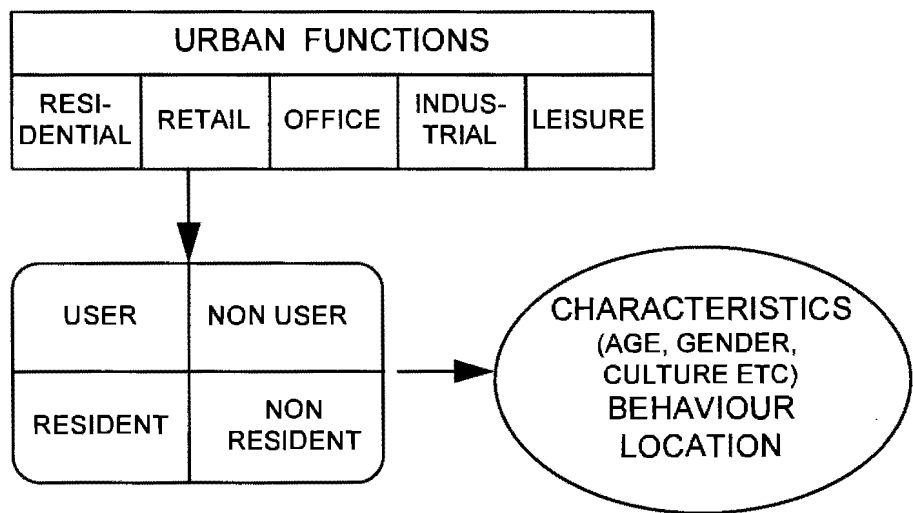 URBAN FUNCTIONS
RESI-
DENTIAL
RETAIL
OFFICE
INDUS-
TRIAL
LEISURE
USER
NON USER
RESIDENT
NON
RESIDENT
CHARACTERISTICS
(AGE, GENDER,
CULTURE ETC)
BEHAVIOUR
LOCATION